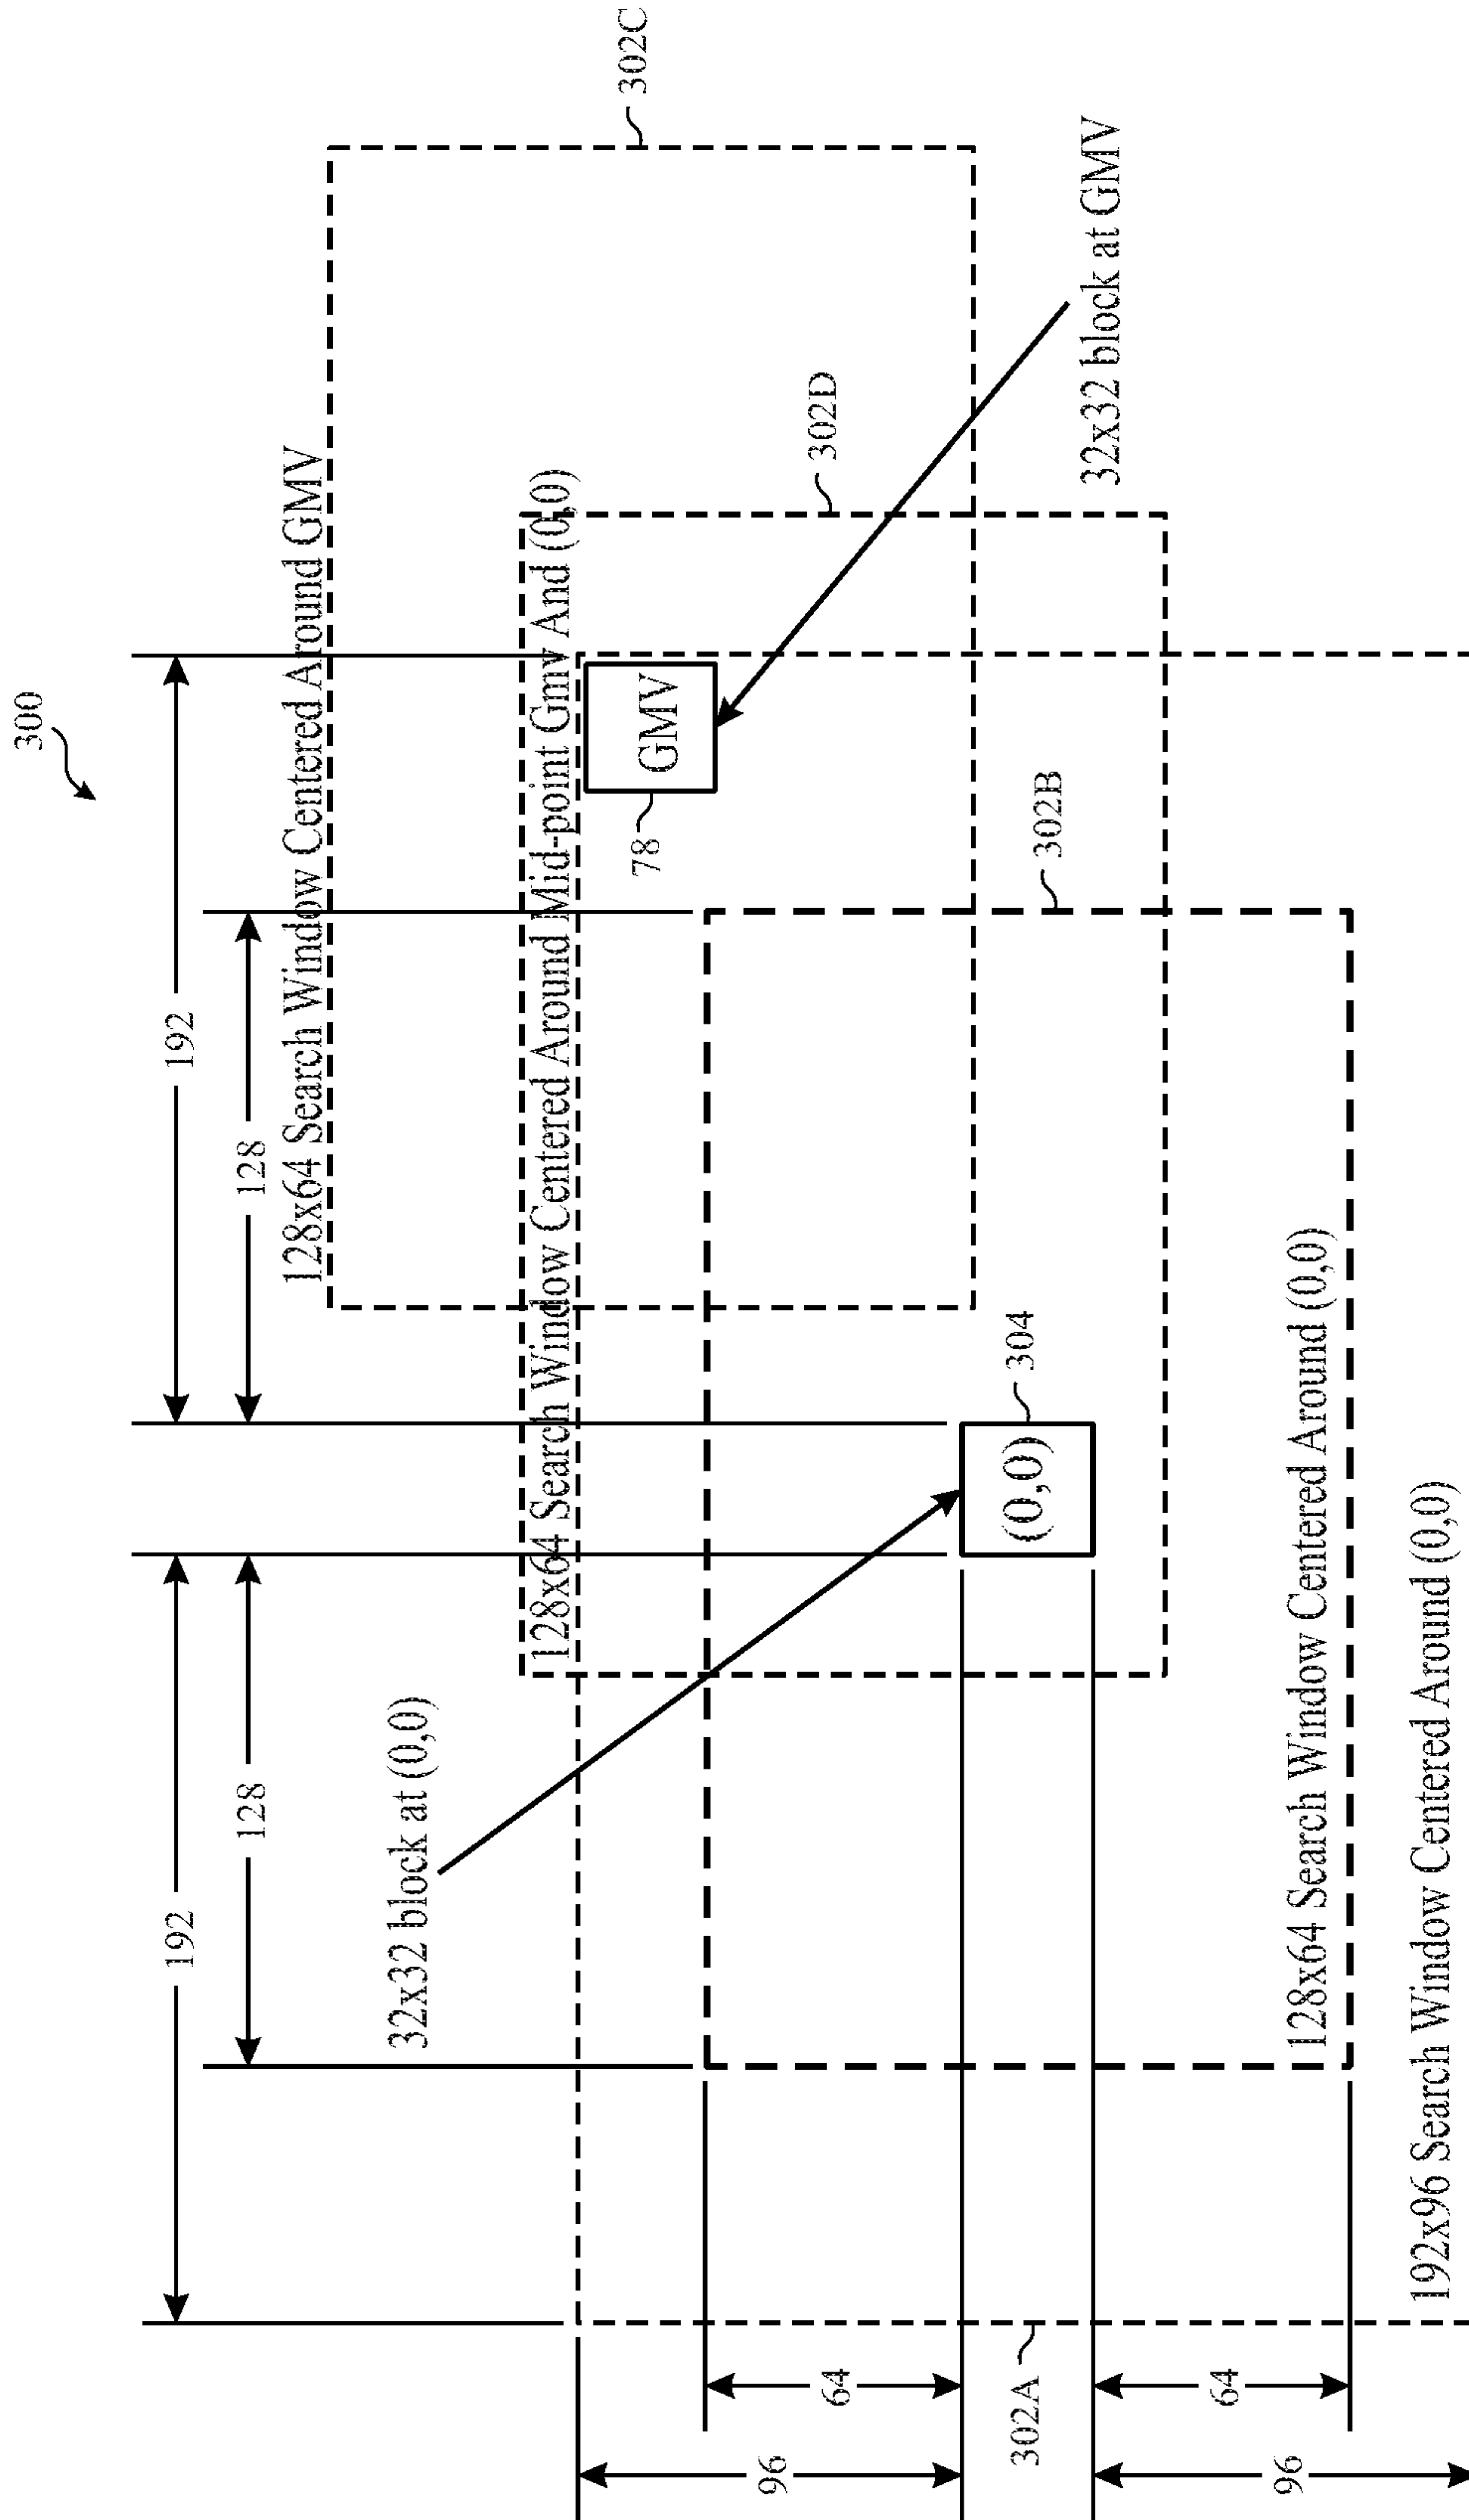 300
192
192
128
128
128x64 Search Window Centered Around GMV
302C
32x32 block at (0,0)
128x64 Search Window Centered Around Mid-point Gmv And (0,0)
GMV
78
302D
302B
32x32 block at GMV
(0,0)
304
64
96
302A
64
96
128x64 Search Window Centered Around (0,0)
192x96 Search Window Centered Around (0,0)